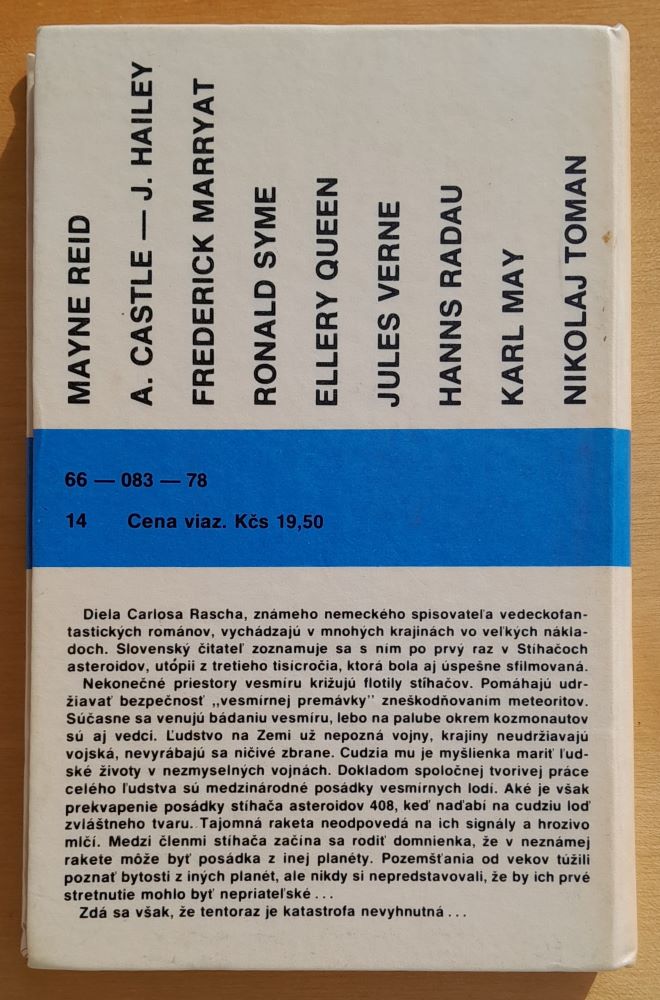 MAYNE REID
A. CASTLE — J. HAILEY
FREDERICK MARRYAT
RONALD SYME
ELLERY QUEEN
JULES VERNE
HANNS RADAU
KARL MAY
NIKOLAJ TOMAN
66 — 083 — 78
14 Cena viaz. Kčs 19,50
Diela Carlosa Rascha, známeho nemeckého spisovateľa vedeckofan-
tastických románov, vychádzajú v mnohých krajinách vo veľkých nákla-
doch. Slovenský čitateľ zoznamuje sa s ním po prvý raz v Stíhačoch
asteroidov, utópii z tretieho tisícročia, ktorá bola aj úspešne sfilmovaná.
Nekonečné priestory vesmíru križujú flotily stíhačov. Pomáhajú udr-
žiavať bezpečnosť „vesmírnej premávky" zneškodňovaním meteoritov.
Súčasne sa venujú bádaniu vesmíru, lebo na palube okrem kozmonautov
sú aj vedci. Ľudstvo na Zemi už nepozná vojny, krajiny neudržiavajú
vojská, nevyrábajú sa ničivé zbrane. Cudzia mu je myšlienka mariť ľud-
ské životy v nezmyselných vojnách. Dokladom spoločnej tvorivej práce
celého ľudstva sú medzinárodné posádky vesmírnych lodí. Aké je však
prekvapenie posádky stíhača asteroidov 408, keď naďabí na cudziu loď
zvláštneho tvaru. Tajomná raketa neodpovedá na ich signály a hrozivo
mlčí. Medzi členmi stíhača začína sa rodiť domnienka, že v neznámej
rakete môže byť posádka z inej planéty. Pozemšťania od vekov túžili
poznať bytosti z iných planét, ale nikdy si nepredstavovali, že by ich prvé
stretnutie mohlo byť nepriateľské ...
Zdá sa však, že tentoraz je katastrofa nevyhnutná ...